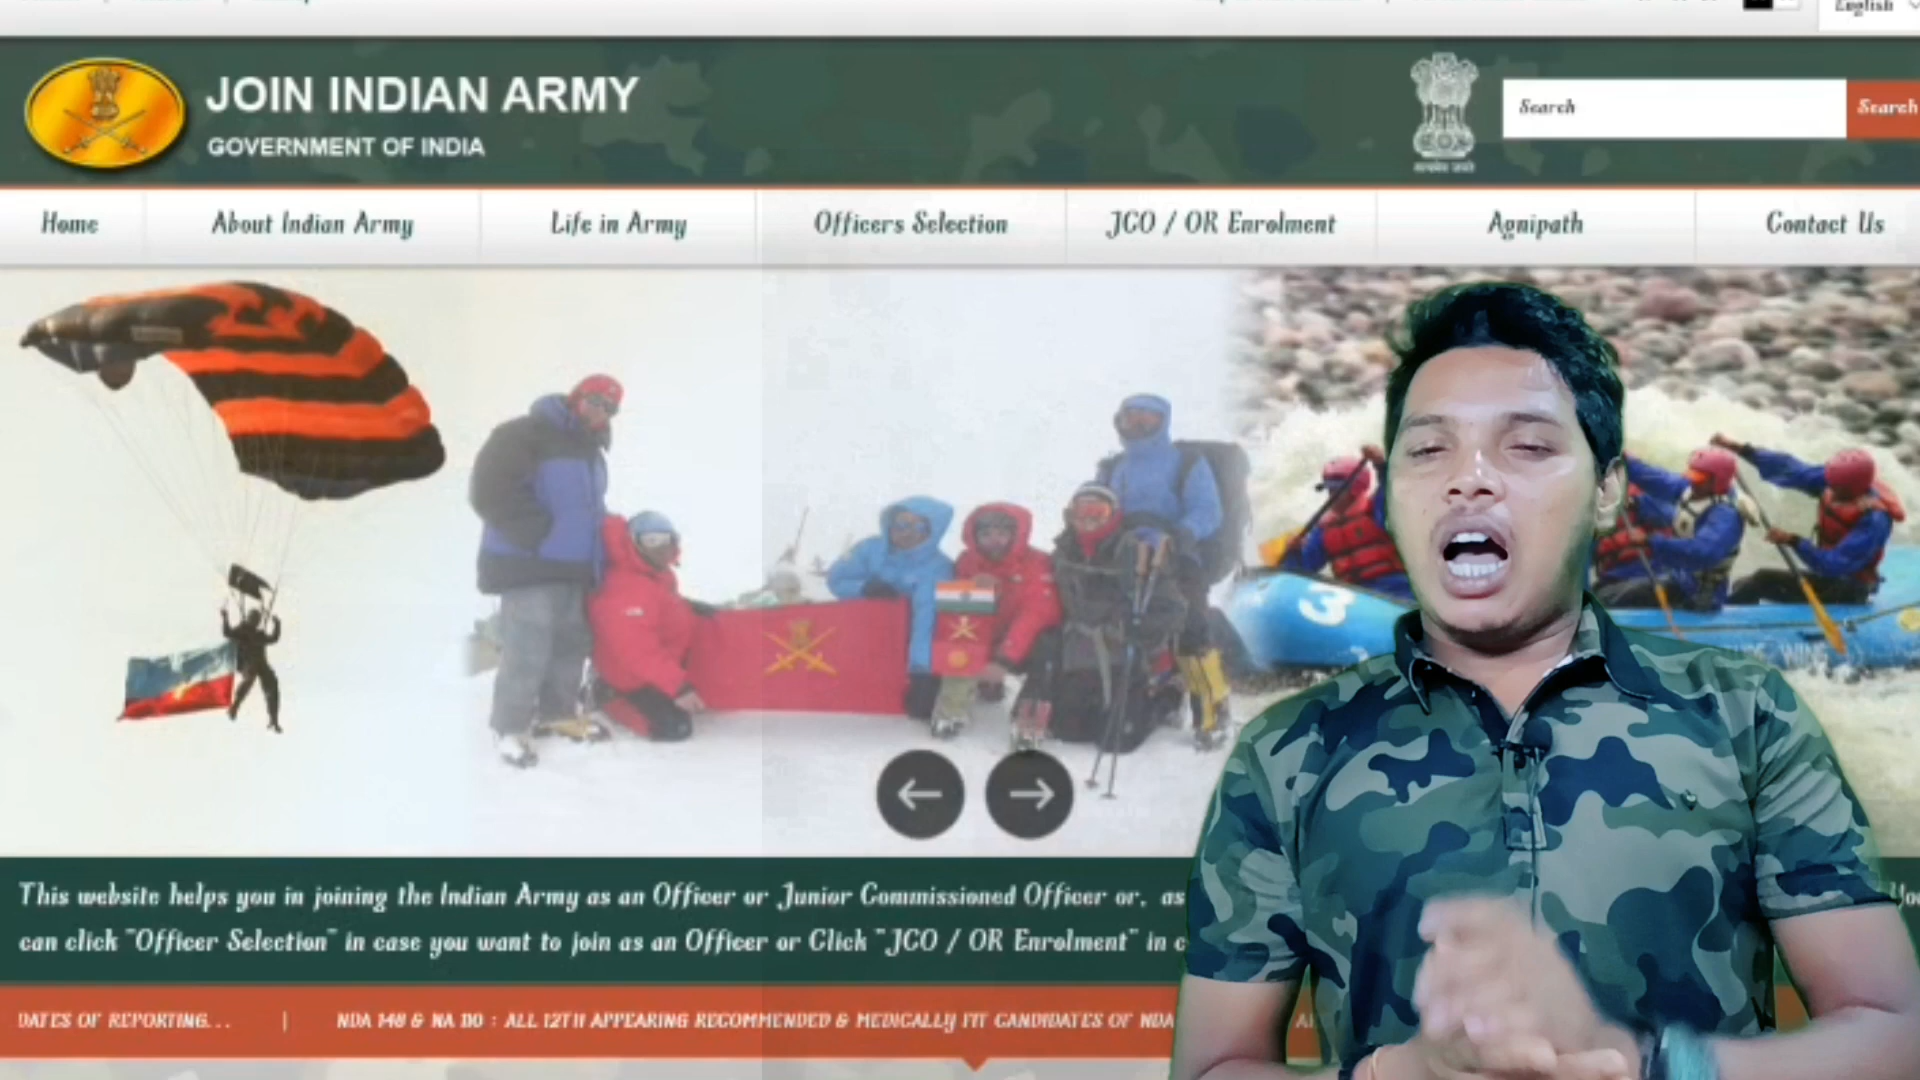 English
JOIN INDIAN ARMY
GOVERNMENT OF INDIA
Search
Search
Home
About Indian Army
Life in Army
Officers Selection
JCO / OR Enrolment
Agnipath
Contact Us
3
This website helps you in joining the Indian Army as an Officer or Junior Commissioned Officer or, as
can click "Officer Selection" in case you want to join as an Officer or Click "JCO / OR Enrolment" in c
DATES OF REPORTING... | NDA 148 & NA 110 : ALL 12TH APPEARING RECOMMENDED & MEDICALLY FIT CANDIDATES OF NDA